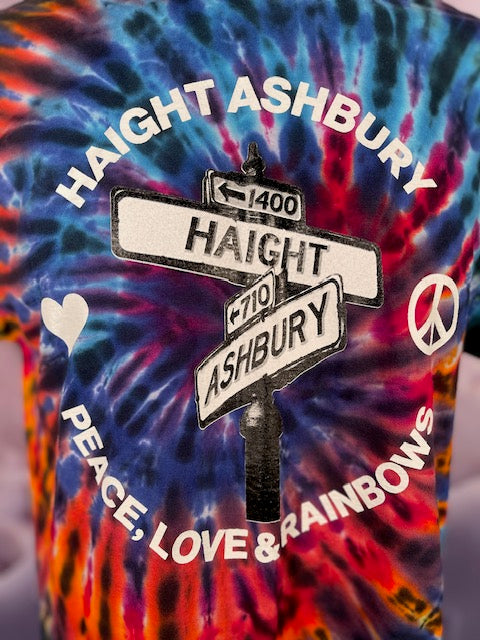 HAIGHT ASHBURY
←1400
HAIGHT
←710
ASHBURY
PEACE, LOVE & RAINBOWS